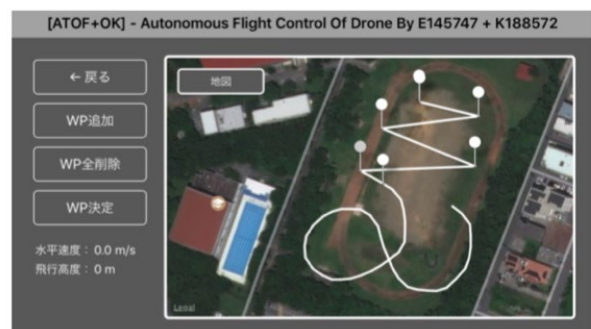 [ATOF+OK] - Autonomous Flight Control Of Drone By E145747 + K188572
← 戻る
地図
WP追加
WP全削除
WP決定
水平速度：0.0 m/s
飛行高度：0 m
Legal